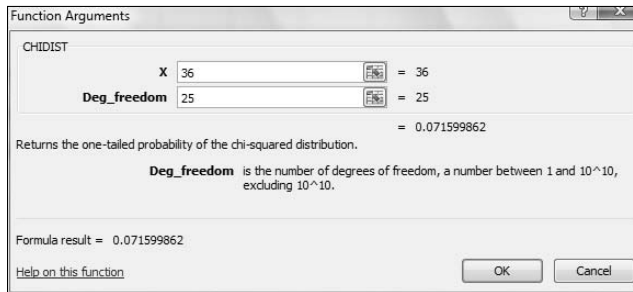 Function Arguments
CHIDIST
X 36 = 36
Deg_freedom 25 = 25
= 0.071599862
Returns the one-tailed probability of the chi-squared distribution.
Deg_freedom is the number of degrees of freedom, a number between 1 and 10^10,
excluding 10^10.
Formula result = 0.071599862
Help on this function OK Cancel